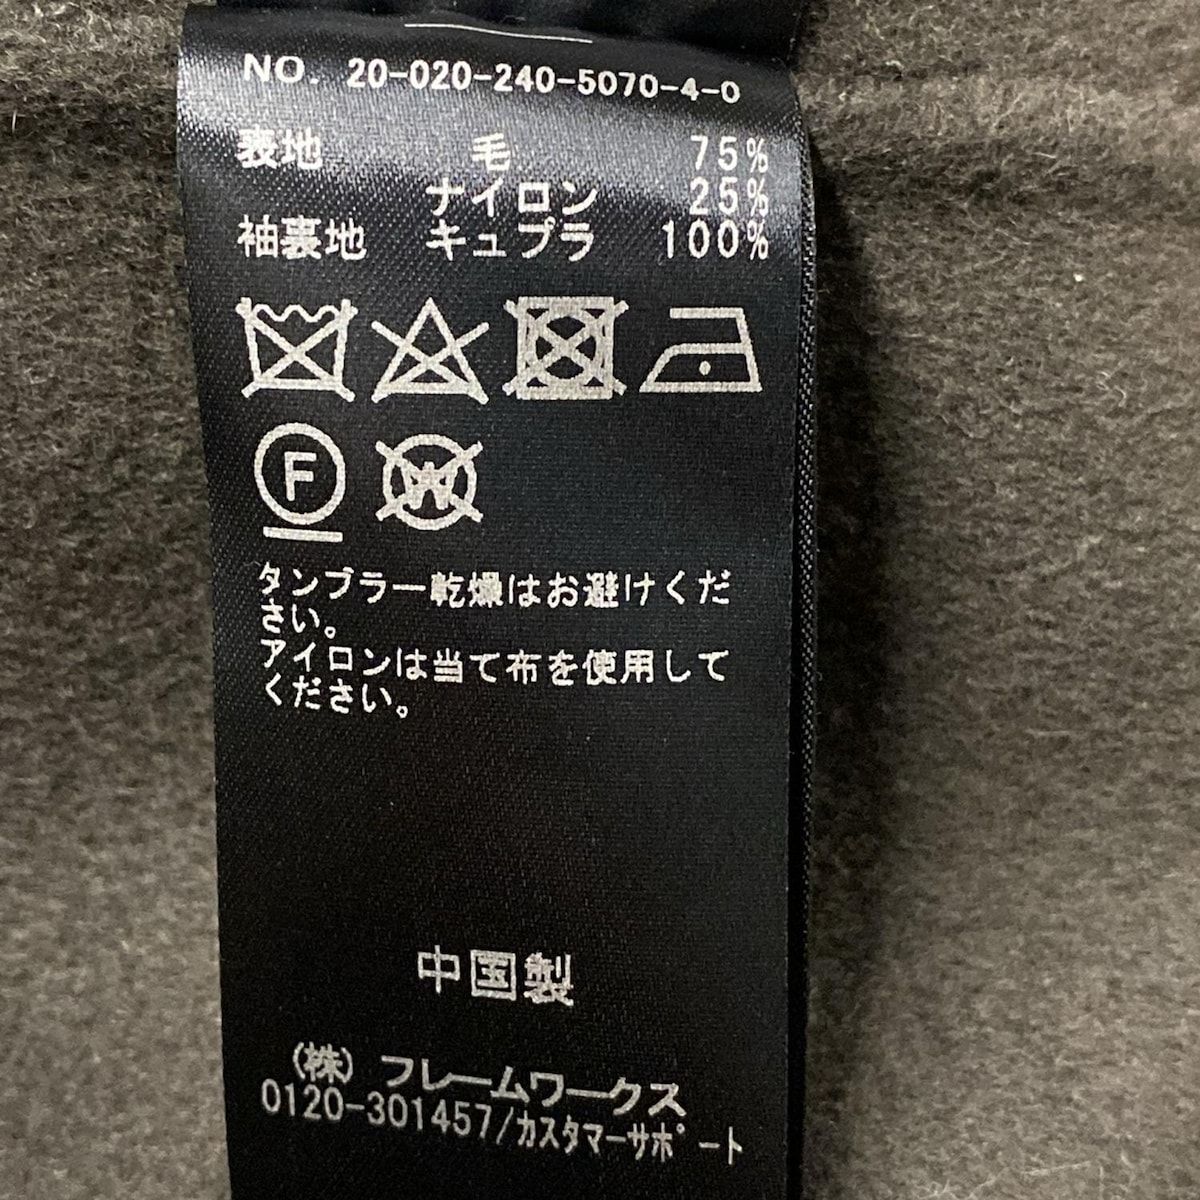 NO. 20-020-240-5070-4-0
表地 毛 75%
ナイロン 25%
袖裏地 キュプラ 100%
F W
タンブラー乾燥はお避けくだ
さい。
アイロンは当て布を使用して
ください。
中国製
(株) フレームワークス
0120-301457/カスタマーサポート